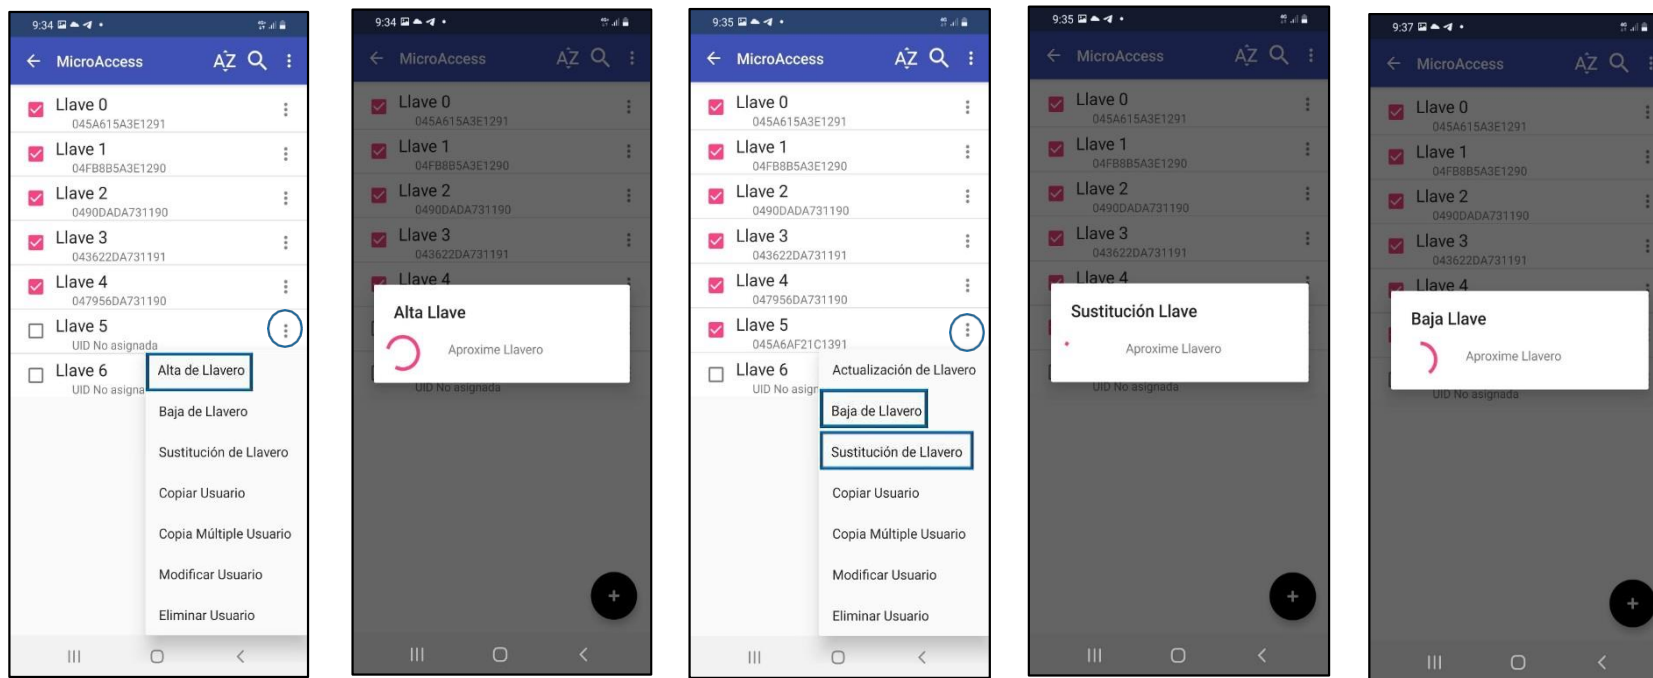 9:34
MicroAccess
AZ
Llave 0
045A615A3E1291
Llave 1
04FB8B5A3E1290
Llave 2
0490DADA731190
Llave 3
043622DA731191
Llave 4
047956DA731190
Llave 5
UID No asignada
Llave 6
UID No asigna
Alta de Llavero
Baja de Llavero
Sustitución de Llavero
Copiar Usuario
Copia Múltiple Usuario
Modificar Usuario
Eliminar Usuario
9:34
MicroAccess
AZ
Llave 0
045A615A3E1291
Llave 1
04FB8B5A3E1290
Llave 2
0490DADA731190
Llave 3
043622DA731191
Llave 4
Alta Llave
Aproxime Llavero
UID No asignada
+
9:35
MicroAccess
AZ
Llave 0
045A615A3E1291
Llave 1
04FB8B5A3E1290
Llave 2
0490DADA731190
Llave 3
043622DA731191
Llave 4
047956DA731190
Llave 5
045A6AF21C1391
Llave 6
UID No asigr
Actualización de Llavero
Baja de Llavero
Sustitución de Llavero
Copiar Usuario
Copia Múltiple Usuario
Modificar Usuario
Eliminar Usuario
9:35
MicroAccess
AZ
Llave 0
045A615A3E1291
Llave 1
04FB8B5A3E1290
Llave 2
0490DADA731190
Llave 3
043622DA731191
Llave 4
Sustitución Llave
Aproxime Llavero
UID No asignada
+
9:37
MicroAccess
AZ
Llave 0
045A615A3E1291
Llave 1
04FB8B5A3E1290
Llave 2
0490DADA731190
Llave 3
043622DA731191
Llave 4
Baja Llave
Aproxime Llavero
UID No asignada
+